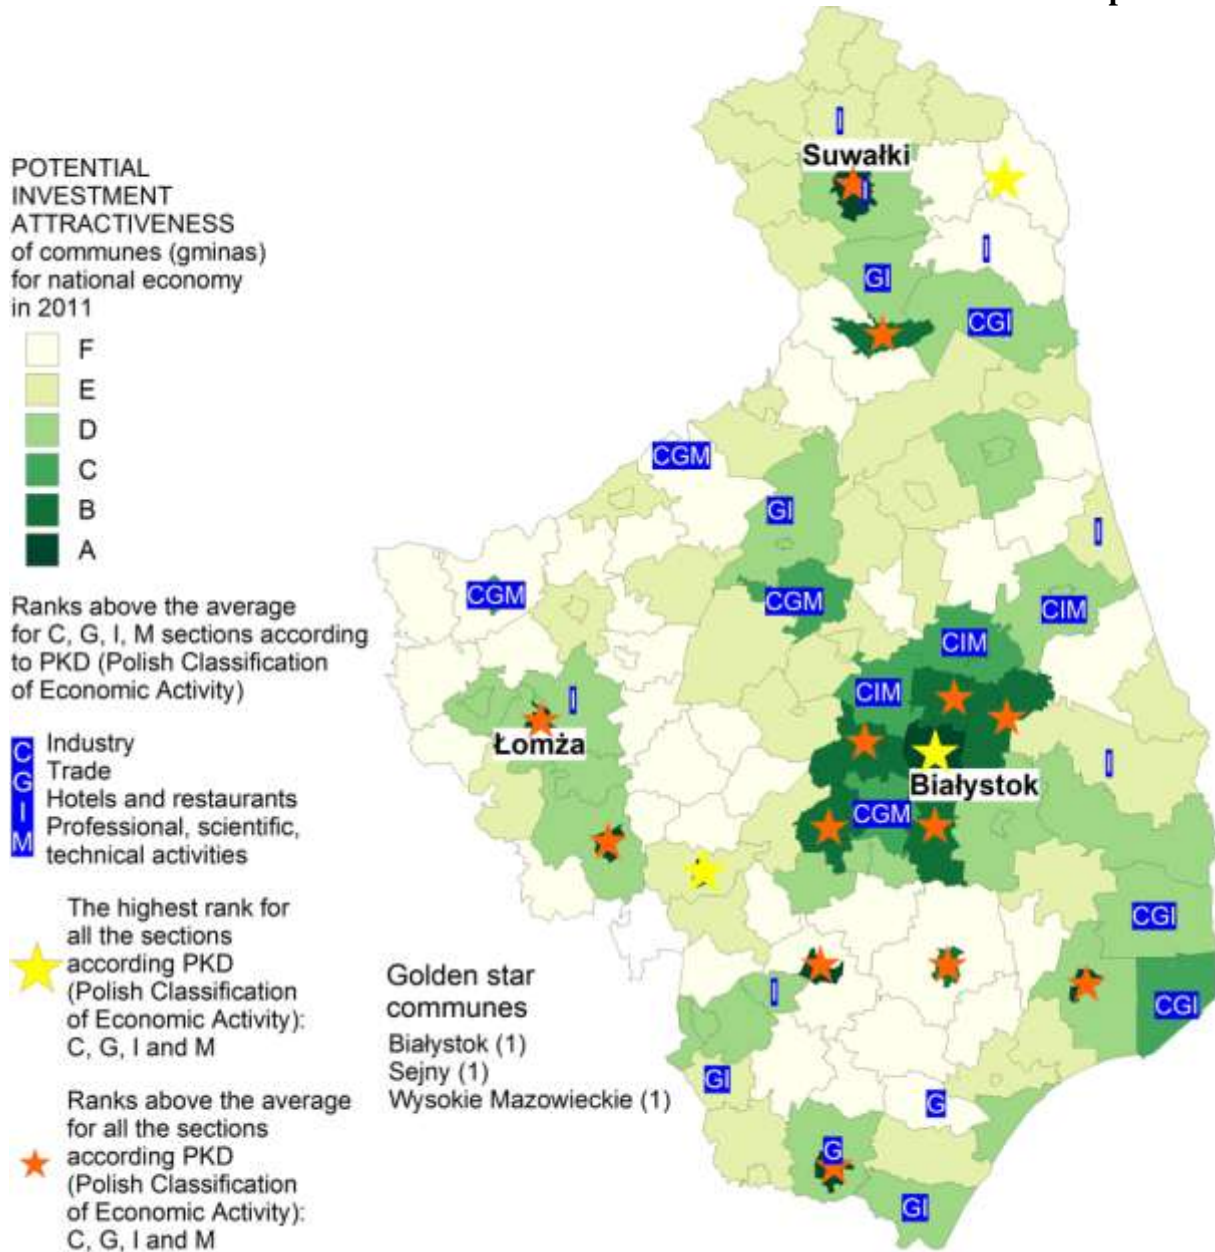 p
POTENTIAL
INVESTMENT
ATTRACTIVENESS
of communes (gminas)
for national economy
in 2011
F
E
D
C
B
A
Ranks above the average
for C, G, I, M sections according
to PKD (Polish Classification
of Economic Activity)
C Industry
G Trade
I Hotels and restaurants
M Professional, scientific,
technical activities
The highest rank for
all the sections
according PKD
(Polish Classification
of Economic Activity):
C, G, I and M
Ranks above the average
for all the sections
according PKD
(Polish Classification
of Economic Activity):
C, G, I and M
Golden star
communes
Białystok (1)
Sejny (1)
Wysokie Mazowieckie (1)
I
Suwałki
I
I
GI
CGI
CGM
GI
I
CGM
CGM
CIM
CIM
CIM
I
Łomża
I
Białystok
CGM
CGI
I
CGI
GI
G
G
GI